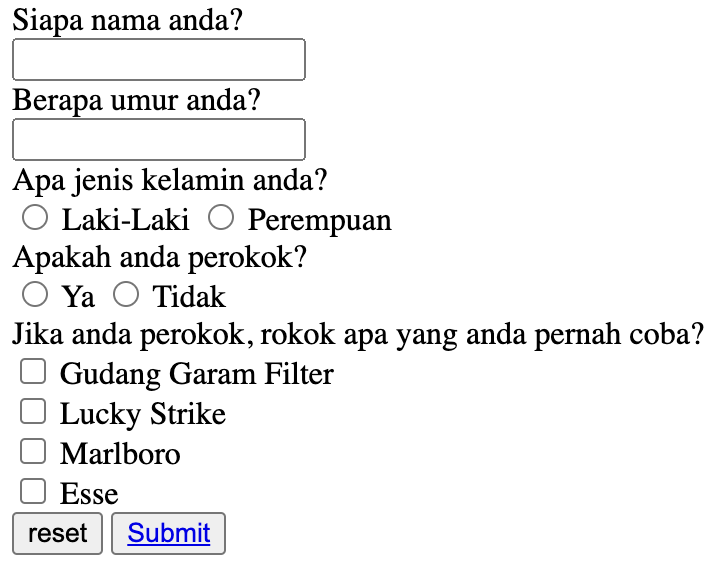 Siapa nama anda?
Berapa umur anda?
Apa jenis kelamin anda?
Laki-Laki Perempuan
Apakah anda perokok?
Ya Tidak
Jika anda perokok, rokok apa yang anda pernah coba?
Gudang Garam Filter
Lucky Strike
Marlboro
Esse
reset Submit